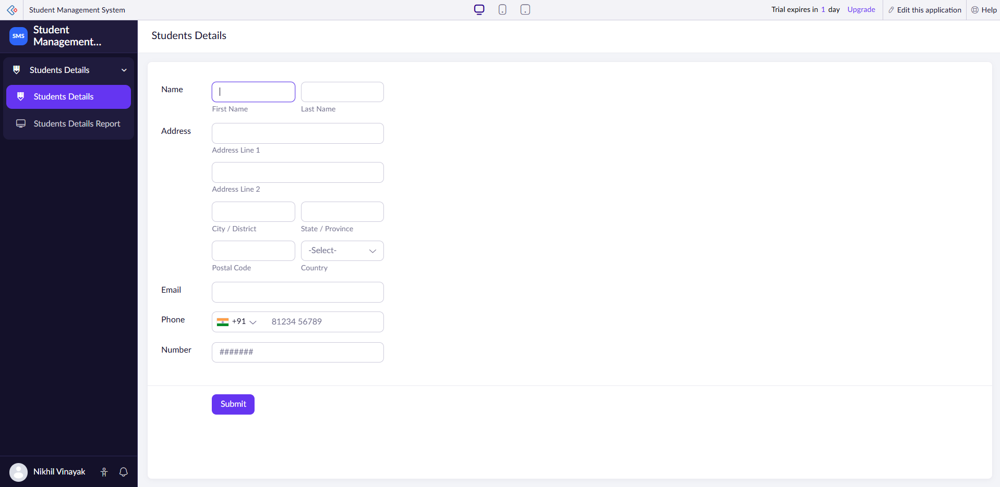 Student Management System
Trial expires in 1 day Upgrade
Edit this application
Help
SMS
Student
Management...
Students Details
Students Details
Students Details Report
Students Details
Name
First Name
Last Name
Address
Address Line 1
Address Line 2
City / District
State / Province
-Select-
Postal Code
Country
Email
Phone
+91
81234 56789
Number
#######
Submit
Nikhil Vinayak